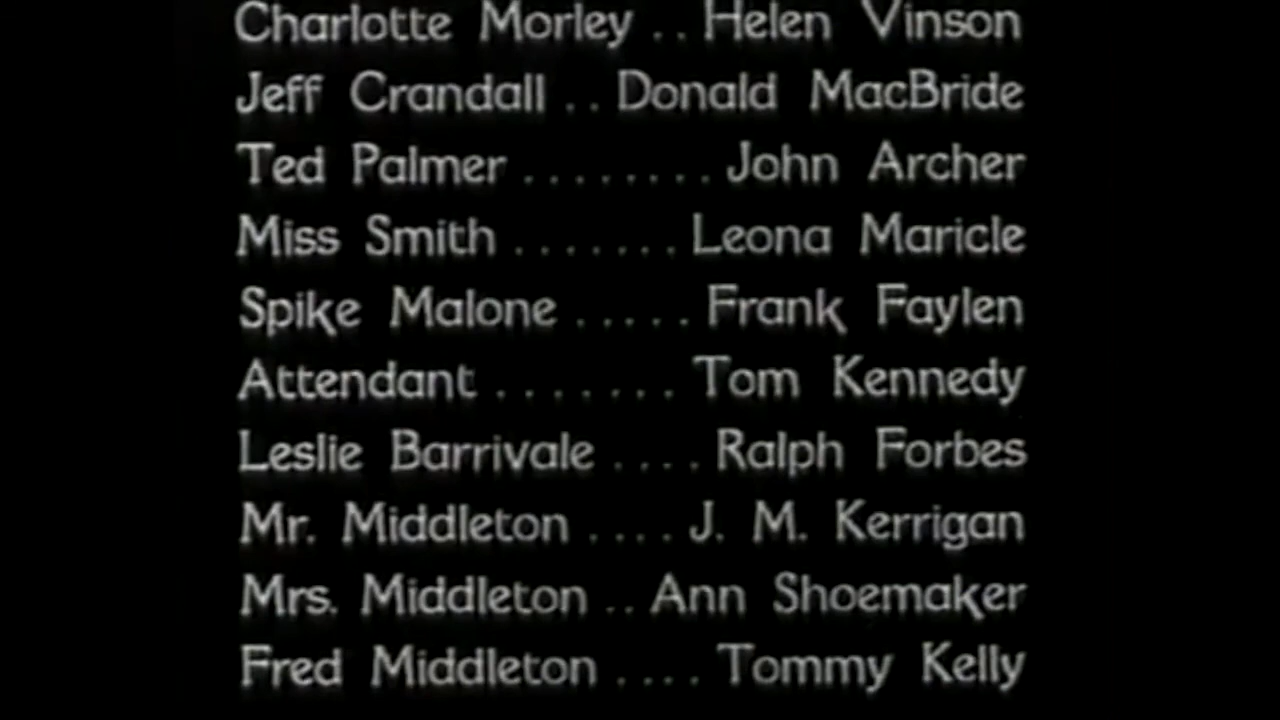 Charlotte Morley .. Helen Vinson
Jeff Crandall .. Donald MacBride
Ted Palmer ........ John Archer
Miss Smith ....... Leona Maricle
Spike Malone ..... Frank Faylen
Attendant ....... Tom Kennedy
Leslie Barrivale .... Ralph Forbes
Mr. Middleton .... J. M. Kerrigan
Mrs. Middleton .. Ann Shoemaker
Fred Middleton .... Tommy Kelly